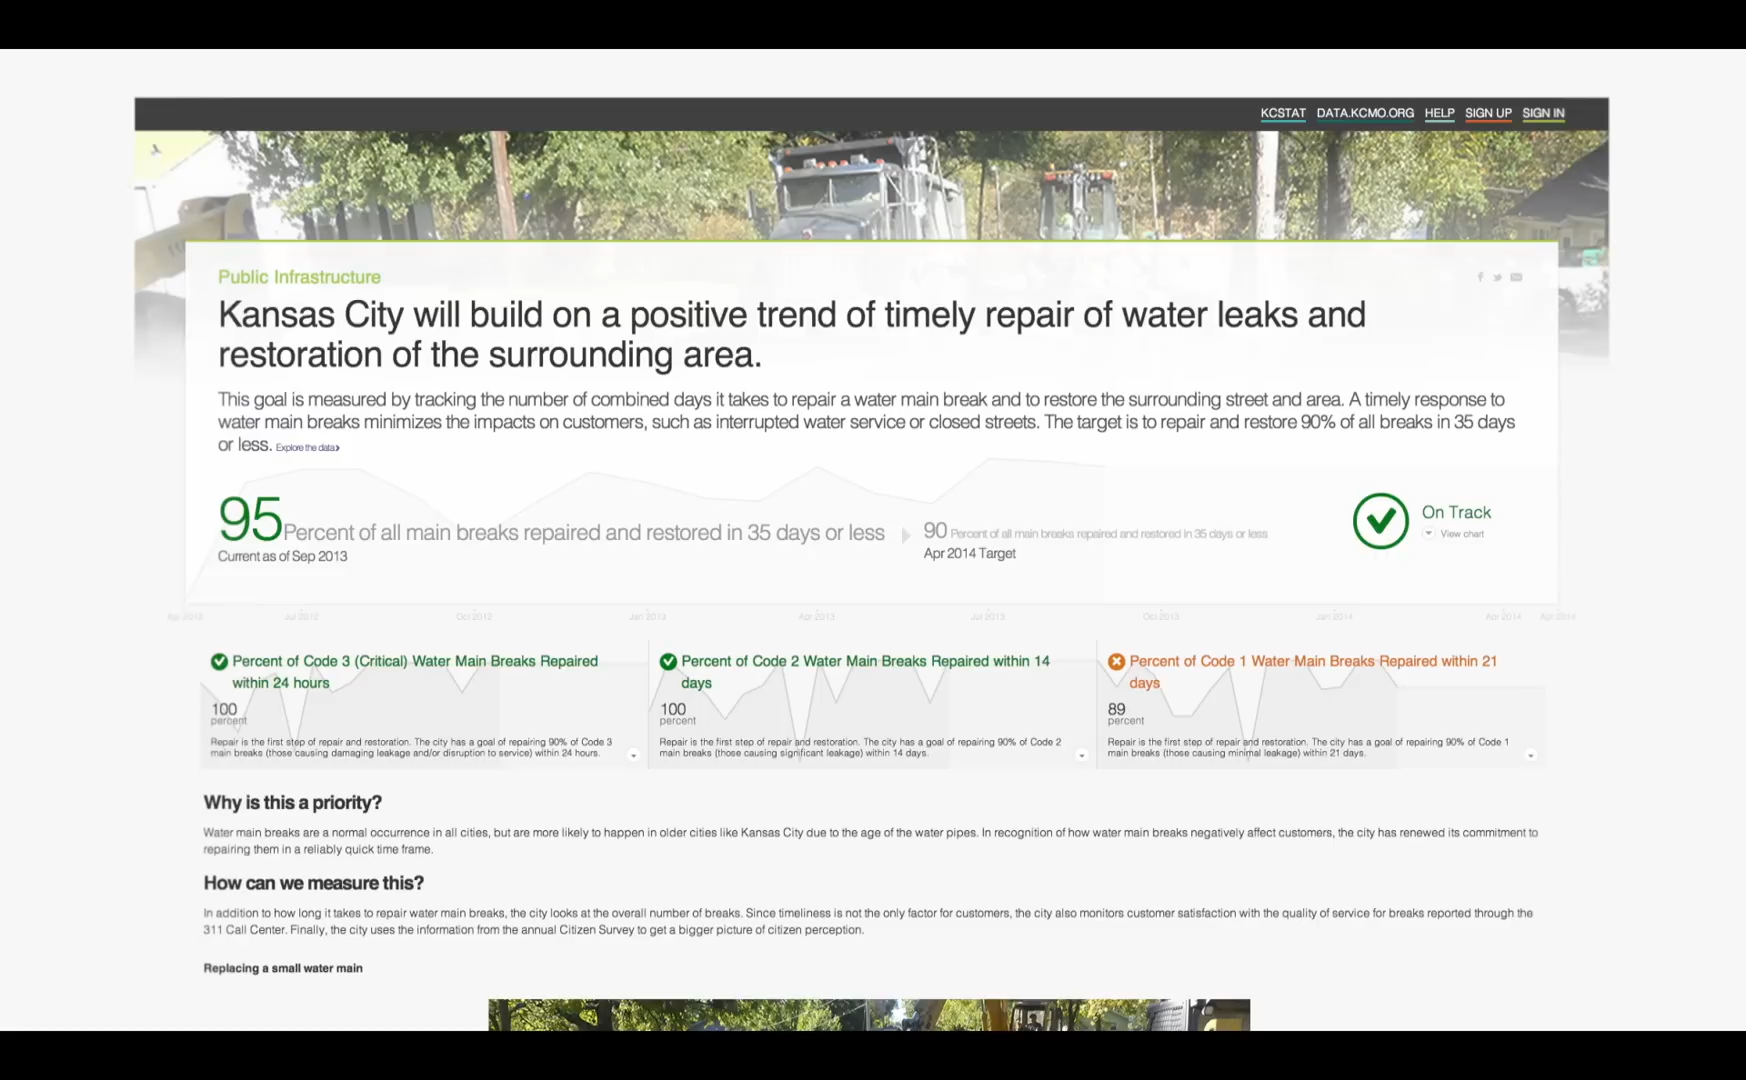 KCSTAT DATA.KCMO.ORG HELP SIGN UP SIGN IN
Public Infrastructure
Kansas City will build on a positive trend of timely repair of water leaks and
restoration of the surrounding area.
This goal is measured by tracking the number of combined days it takes to repair a water main break and to restore the surrounding street and area. A timely response to
water main breaks minimizes the impacts on customers, such as interrupted water service or closed streets. The target is to repair and restore 90% of all breaks in 35 days
or less. Explore the data›
95 Percent of all main breaks repaired and restored in 35 days or less
Current as of Sep 2013
90 Percent of all main breaks repaired and restored in 35 days or less
Apr 2014 Target
On Track
View chart
Apr 2012 Jul 2012 Oct 2012 Jan 2013 Apr 2013 Jul 2013 Oct 2013 Jan 2014 Apr 2014 Apr 2014
Percent of Code 3 (Critical) Water Main Breaks Repaired
within 24 hours
100
percent
Repair is the first step of repair and restoration. The city has a goal of repairing 90% of Code 3
main breaks (those causing damaging leakage and/or disruption to service) within 24 hours.
Percent of Code 2 Water Main Breaks Repaired within 14
days
100
percent
Repair is the first step of repair and restoration. The city has a goal of repairing 90% of Code 2
main breaks (those causing significant leakage) within 14 days.
Percent of Code 1 Water Main Breaks Repaired within 21
days
89
percent
Repair is the first step of repair and restoration. The city has a goal of repairing 90% of Code 1
main breaks (those causing minimal leakage) within 21 days.
Why is this a priority?
Water main breaks are a normal occurrence in all cities, but are more likely to happen in older cities like Kansas City due to the age of the water pipes. In recognition of how water main breaks negatively affect customers, the city has renewed its commitment to
repairing them in a reliably quick time frame.
How can we measure this?
In addition to how long it takes to repair water main breaks, the city looks at the overall number of breaks. Since timeliness is not the only factor for customers, the city also monitors customer satisfaction with the quality of service for breaks reported through the
311 Call Center. Finally, the city uses the information from the annual Citizen Survey to get a bigger picture of citizen perception.
Replacing a small water main